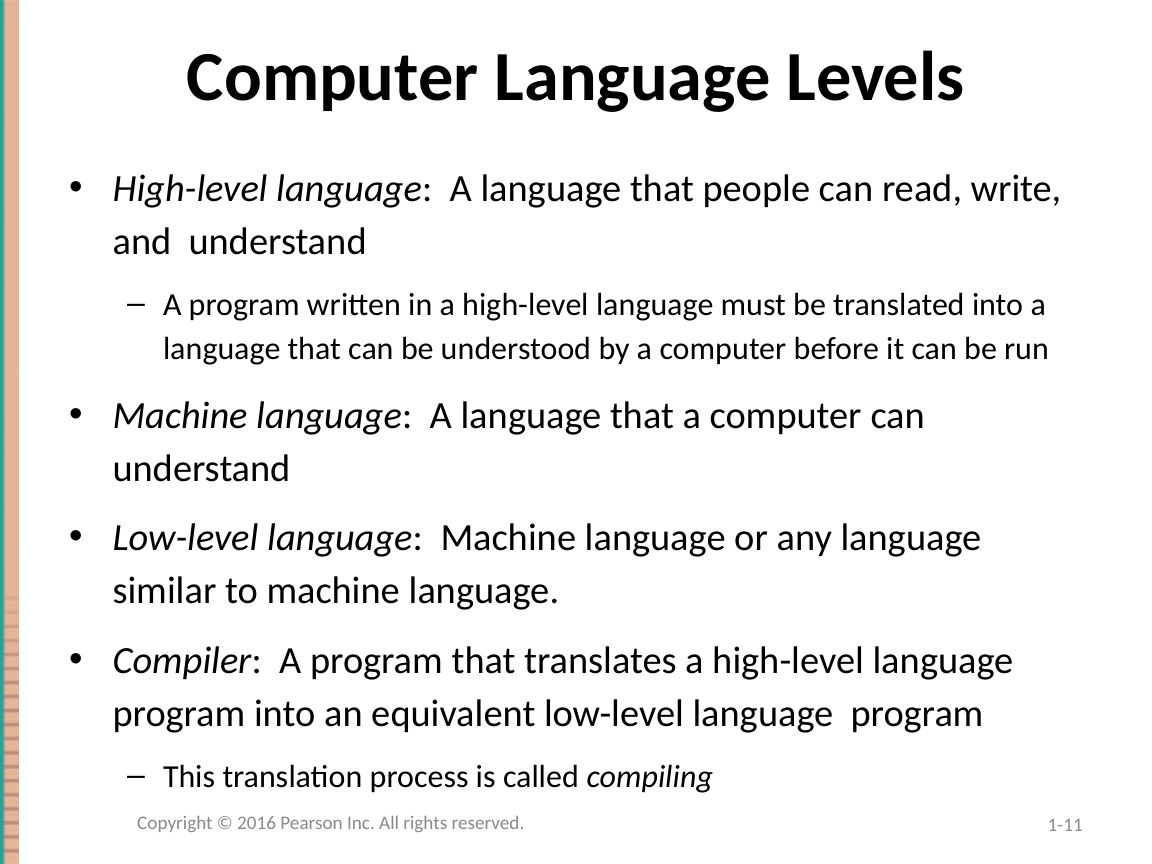 Computer Language Levels
• High-level language:  A language that people can read, write,
and  understand
– A program written in a high-level language must be translated into a
language that can be understood by a computer before it can be run
• Machine language:  A language that a computer can
understand
• Low-level language:  Machine language or any language
similar to machine language.
• Compiler:  A program that translates a high-level language
program into an equivalent low-level language  program
– This translation process is called compiling
Copyright © 2016 Pearson Inc. All rights reserved.
1-11